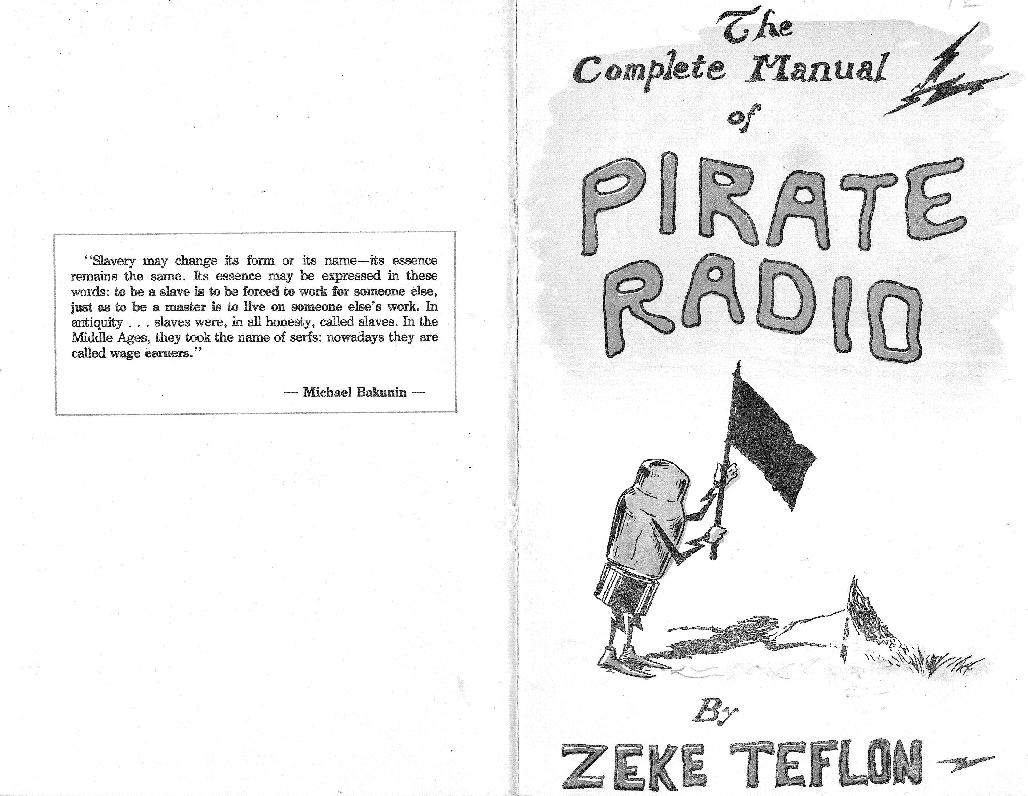 "Slavery may change its form or its name—its essence
remains the same. Its essence may be expressed in these
words: to be a slave is to be forced to work for someone else,
just as to be a master is to live on someone else's work. In
antiquity . . . slaves were, in all honesty, called slaves. In the
Middle Ages, they took the name of serfs: nowadays they are
called wage earners."
— Michael Bakunin —
The
Complete Manual
of
PIRATE
RADIO
By
ZEKE TEFLON